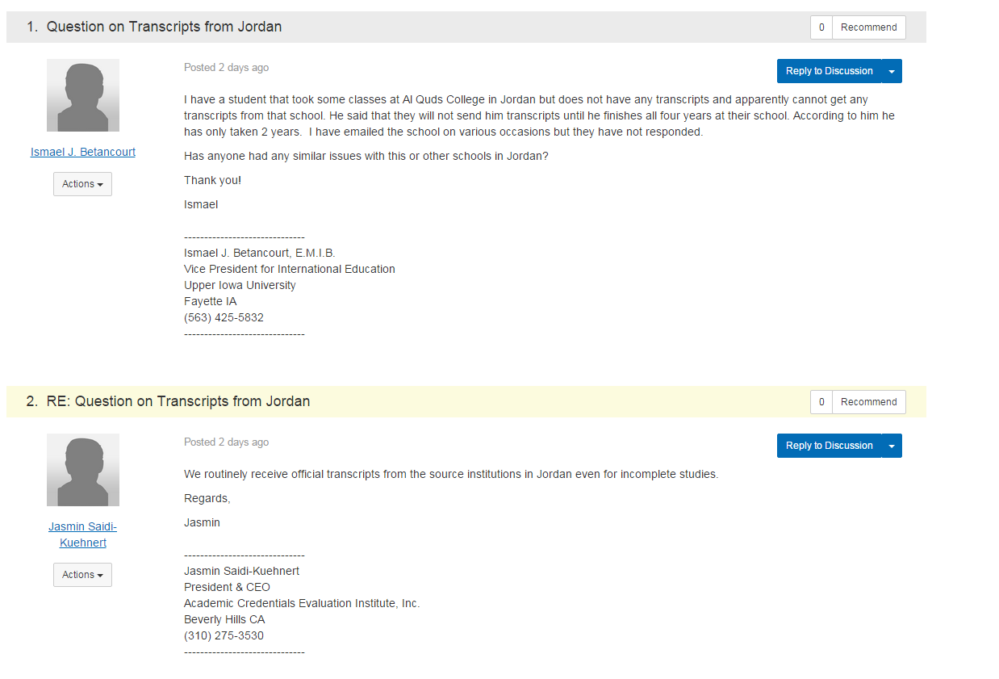 1. Question on Transcripts from Jordan
0 Recommend
Posted 2 days ago
Reply to Discussion
I have a student that took some classes at Al Quds College in Jordan but does not have any transcripts and apparently cannot get any
transcripts from that school. He said that they will not send him transcripts until he finishes all four years at their school. According to him he
has only taken 2 years.  I have emailed the school on various occasions but they have not responded.
Ismael J. Betancourt
Has anyone had any similar issues with this or other schools in Jordan?
Actions
Thank you!
Ismael
------------------------------
Ismael J. Betancourt, E.M.I.B.
Vice President for International Education
Upper Iowa University
Fayette IA
(563) 425-5832
------------------------------
2. RE: Question on Transcripts from Jordan
0 Recommend
Posted 2 days ago
Reply to Discussion
We routinely receive official transcripts from the source institutions in Jordan even for incomplete studies.
Regards,
Jasmin
Jasmin Saidi-
Kuehnert
Actions
------------------------------
Jasmin Saidi-Kuehnert
President & CEO
Academic Credentials Evaluation Institute, Inc.
Beverly Hills CA
(310) 275-3530
------------------------------